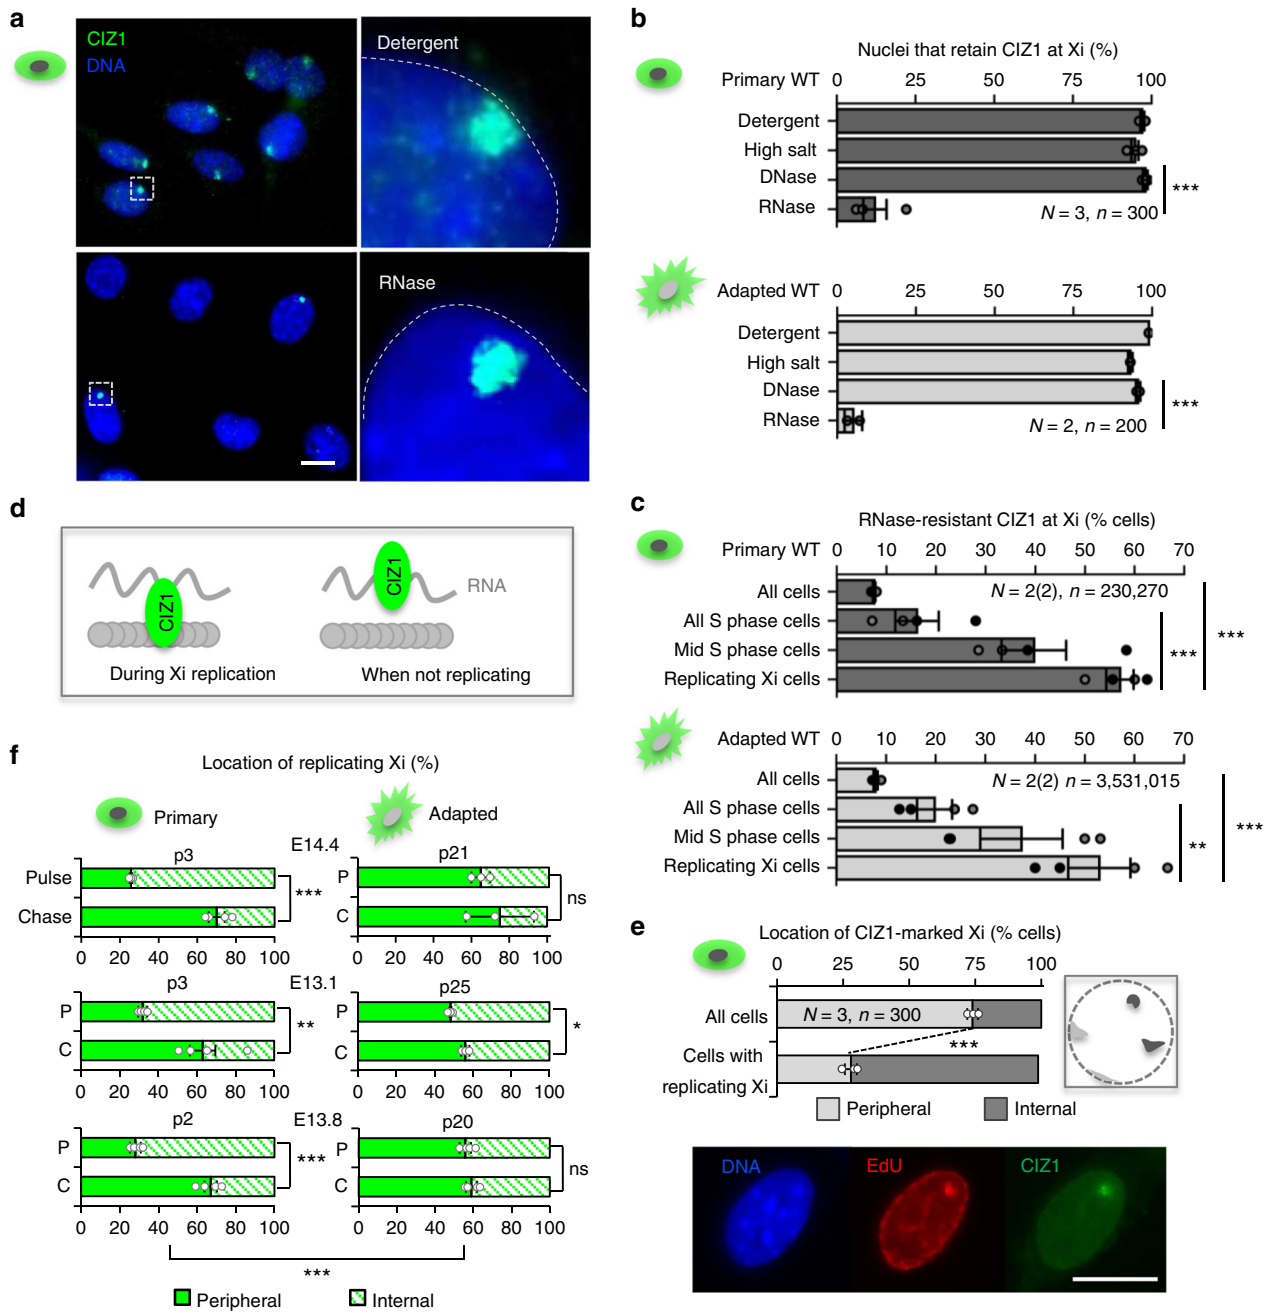 a
CIZ1
DNA
Detergent
RNase
b
Nuclei that retain CIZ1 at Xi (%)
Primary WT 0 25 50 75 100
Detergent
High salt
DNase
RNase
***
N = 3, n = 300
Adapted WT 0 25 50 75 100
Detergent
High salt
DNase
RNase
***
N = 2, n = 200
c
RNase-resistant CIZ1 at Xi (% cells)
Primary WT 0 10 20 30 40 50 60 70
All cells
N = 2(2), n = 230,270
All S phase cells
Mid S phase cells
Replicating Xi cells
***
***
Adapted WT 0 10 20 30 40 50 60 70
All cells
N = 2(2) n = 3,531,015
All S phase cells
Mid S phase cells
Replicating Xi cells
**
***
d
CIZ1
CIZ1
RNA
During Xi replication
When not replicating
e
Location of CIZ1-marked Xi (% cells)
0 25 50 75 100
All cells
N = 3, n = 300
***
Cells with
replicating Xi
Peripheral
Internal
DNA
EdU
CIZ1
f
Location of replicating Xi (%)
Primary
Adapted
E14.4
p3
p21
Pulse
Chase
***
P
C
ns
0 20 40 60 80 100
0 20 40 60 80 100
E13.1
p3
p25
P
C
**
P
C
*
0 20 40 60 80 100
0 20 40 60 80 100
E13.8
p2
p20
P
C
***
P
C
ns
0 20 40 60 80 100
0 20 40 60 80 100
***
Peripheral
Internal